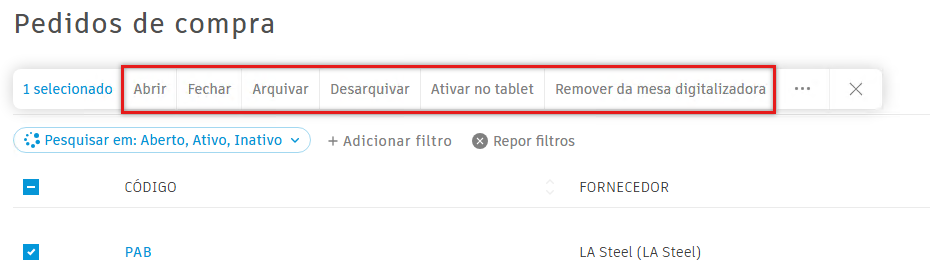 Pedidos de compra
1 selecionado Abrir Fechar Arquivar Desarquivar Ativar no tablet Remover da mesa digitalizadora ...
Pesquisar em: Aberto, Ativo, Inativo + Adicionar filtro Repor filtros
CÓDIGO FORNECEDOR
PAB LA Steel (LA Steel)